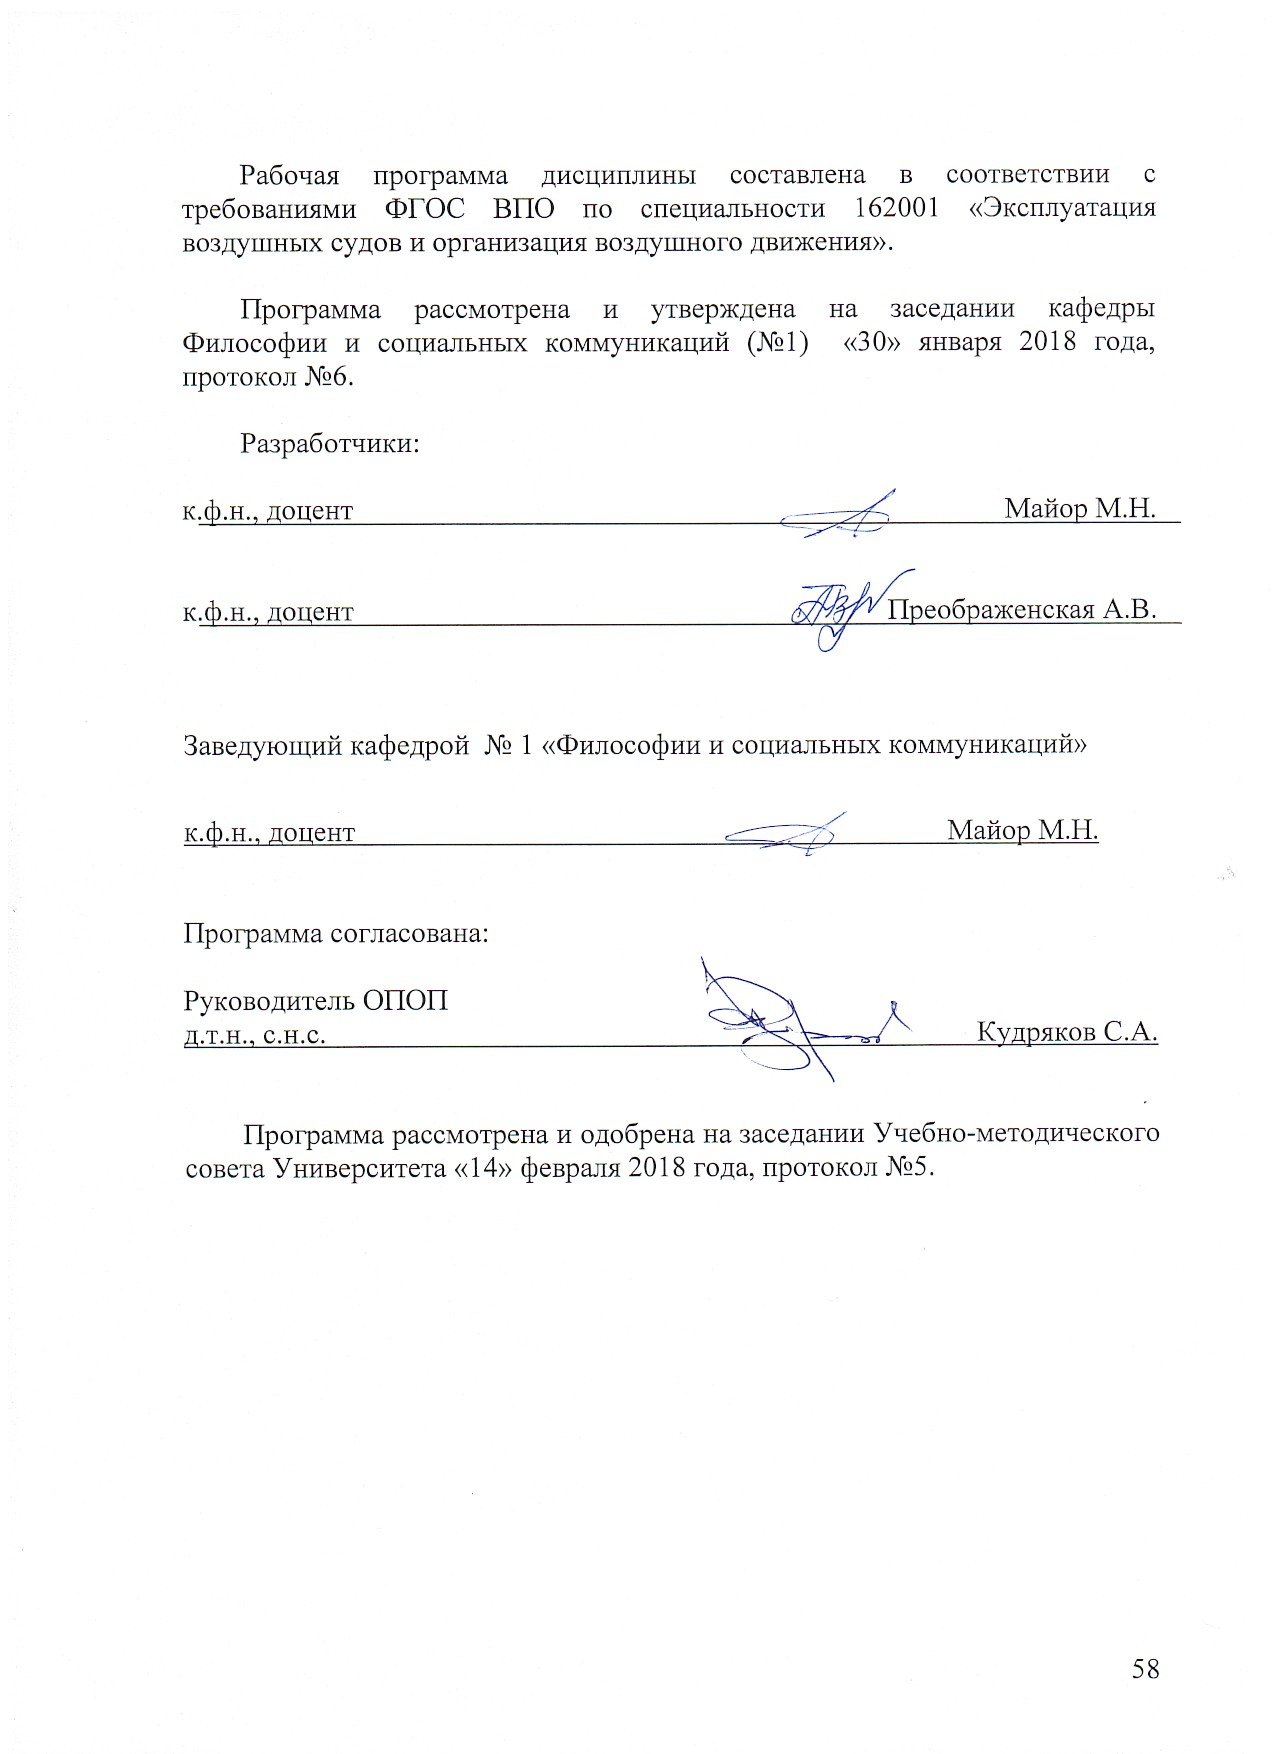 Рабочая программа дисциплины составлена в соответствии с
требованиями ФГОС ВПО по специальности 162001 «Эксплуатация
воздушных судов и организация воздушного движения».
Программа рассмотрена и утверждена на заседании кафедры
Философии и социальных коммуникаций (№1) «30» января 2018 года,
протокол №6.
Разработчики:
к.ф.н., доцент Майор М.Н.
к.ф.н., доцент Преображенская А.В.
Заведующий кафедрой № 1 «Философии и социальных коммуникаций»
к.ф.н., доцент Майор М.Н.
Программа согласована:
Руководитель ОПОП
д.т.н., с.н.с. Кудряков С.А.
Программа рассмотрена и одобрена на заседании Учебно-методического
совета Университета «14» февраля 2018 года, протокол №5.
58